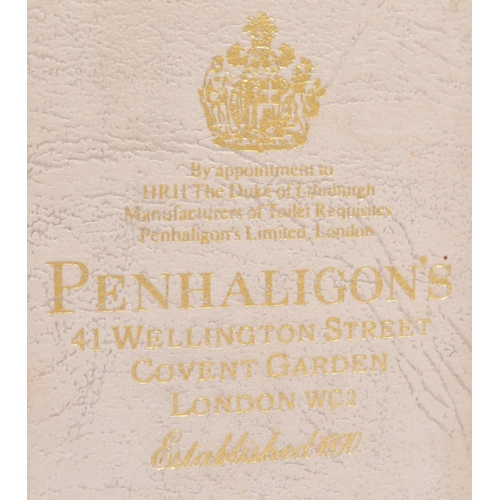 By appointment to
HRH The Duke of Edinburgh
Manufacturers of Toilet Requisites
Penhaligon's Limited, London
PENHALIGON'S
41 WELLINGTON STREET
COVENT GARDEN
LONDON WC2
Established 1870